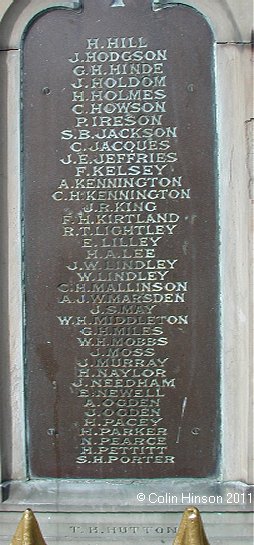 H. HILL
J. HODGSON
G. H. HINDE
J. HOLDOM
H. HOLMES
C. HOWSON
P. IRESON
S. B. JACKSON
C. JACQUES
J. E. JEFFRIES
F. KELSEY
A. KENNINGTON
C. H. KENNINGTON
J. R. KING
F. H. KIRTLAND
R. T. LIGHTLEY
E. LILLEY
H. A. LEE
J. W. LINDLEY
W. LINDLEY
C. H. MALLINSON
A. J. W. MARSDEN
J. S. MAY
W. H. MIDDLETON
G. H. MILES
W. H. MOBBS
J. MOSS
J. MURRAY
H. NAYLOR
J. NEEDHAM
E. NEWELL
A. OGDEN
J. OGDEN
H. PACEY
H. PARKER
N. PEARCE
H. PETTITT
S. H. PORTER
©Colin Hinson 2011
T. H. HUTTON